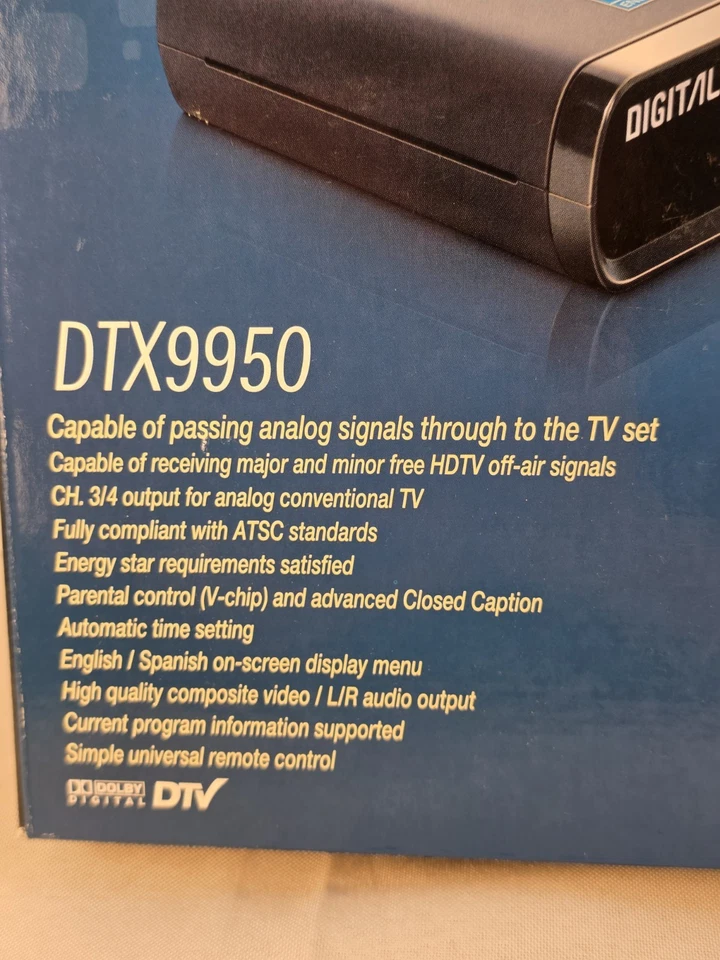 DIGITAL
DTX9950
Capable of passing analog signals through to the TV set
Capable of receiving major and minor free HDTV off-air signals
CH. 3/4 output for analog conventional TV
Fully compliant with ATSC standards
Energy star requirements satisfied
Parental control (V-chip) and advanced Closed Caption
Automatic time setting
English / Spanish on-screen display menu
High quality composite video / L/R audio output
Current program information supported
Simple universal remote control
DOLBY
DIGITAL
DTV